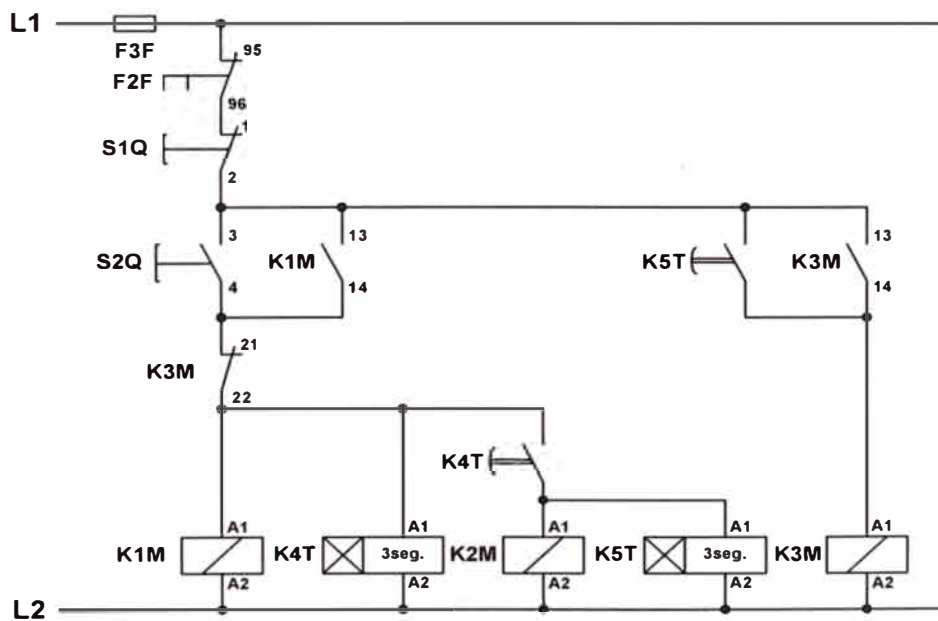 L1
F3F
95
F2F
96
1
S1Q
2
3
13
13
S2Q
K1M
K5T
K3M
4
14
14
21
K3M
22
K4T
A1
A1
A1
A1
A1
K1M
K4T
3seg.
K2M
K5T
3seg.
K3M
A2
A2
A2
A2
A2
L2